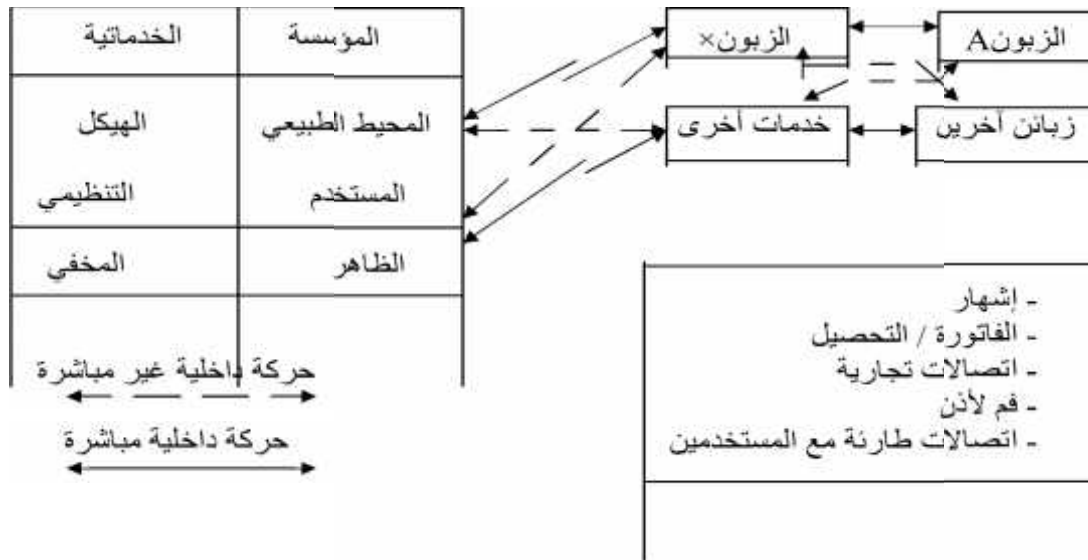 المؤسسة الخدماتية
الزبون×
الزبونA
المحيط الطبيعي
الهيكل
خدمات أخرى
زبائن آخرين
المستخدم
التنظيمي
الظاهر
المخفي
- إشهار
- الفاتورة / التحصيل
- اتصالات تجارية
- فم لأذن
- اتصالات طارئة مع المستخدمين
حركة داخلية غير مباشرة
حركة داخلية مباشرة